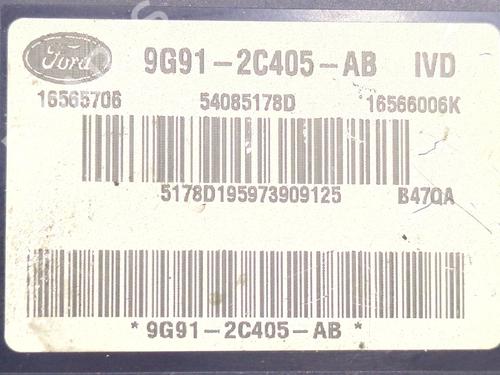 Ford 9G91-2C405-AB IVD
16565706 54085178D 16566006K
5178D195973909125 B47QA
*9G91-2C405-AB*